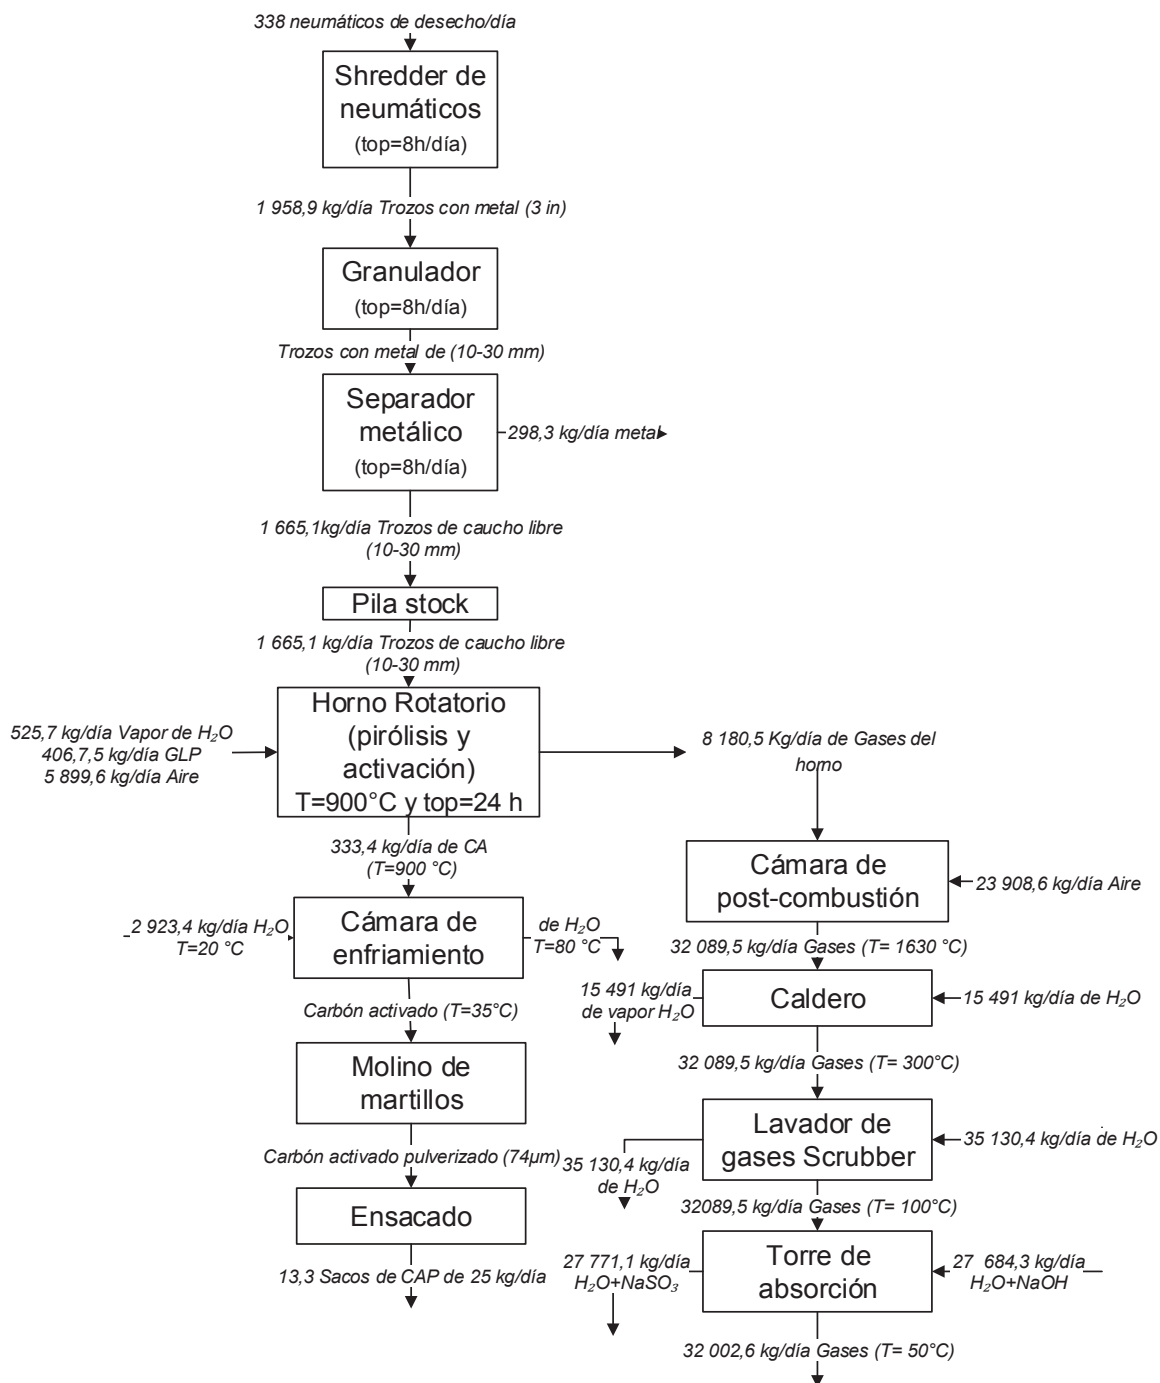 338 neumáticos de desecho/día
Shredder de
neumáticos
(top=8h/día)
1 958,9 kg/día Trozos con metal (3 in)
Granulador
(top=8h/día)
Trozos con metal de (10-30 mm)
Separador
metálico
(top=8h/día)
298,3 kg/día metal
1 665,1kg/día Trozos de caucho libre
(10-30 mm)
Pila stock
1 665,1 kg/día Trozos de caucho libre
(10-30 mm)
Horno Rotatorio
(pirólisis y
activación)
T=900°C y top=24 h
525,7 kg/día Vapor de H₂O
406,7,5 kg/día GLP
5 899,6 kg/día Aire
8 180,5 Kg/día de Gases del
horno
333,4 kg/día de CA
(T=900 °C)
Cámara de
enfriamiento
2 923,4 kg/día H₂O
T=20 °C
de H₂O
T=80 °C
Carbón activado (T=35°C)
Molino de
martillos
Carbón activado pulverizado (74µm)
Ensacado
13,3 Sacos de CAP de 25 kg/día
Cámara de
post-combustión
23 908,6 kg/día Aire
32 089,5 kg/día Gases (T= 1630 °C)
Caldero
15 491 kg/día
de vapor H₂O
15 491 kg/día de H₂O
32 089,5 kg/día Gases (T= 300°C)
Lavador de
gases Scrubber
35 130,4 kg/día
de H₂O
35 130,4 kg/día de H₂O
32089,5 kg/día Gases (T= 100°C)
Torre de
absorción
27 771,1 kg/día
H₂O+NaSO₃
27 684,3 kg/día
H₂O+NaOH
32 002,6 kg/día Gases (T= 50°C)